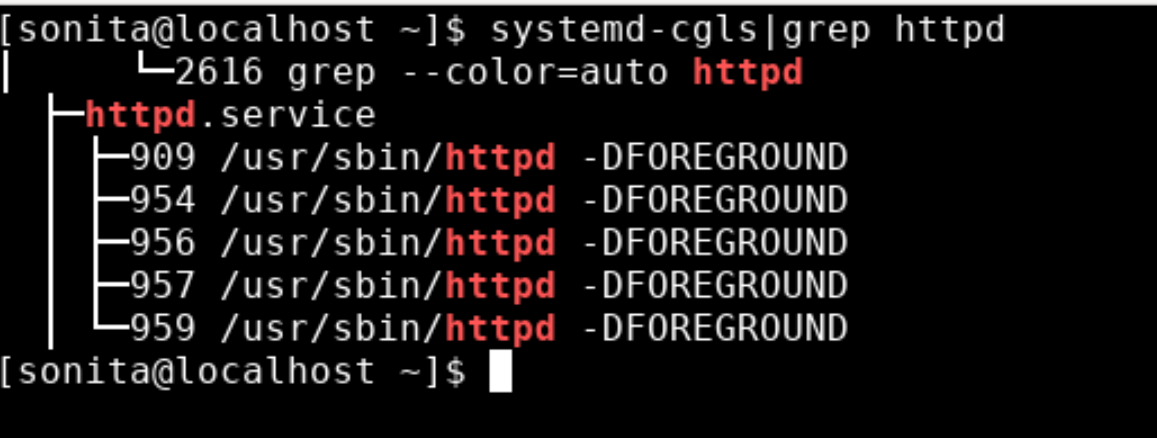 [sonita@localhost ~]$ systemd-cgls|grep httpd
│      └─2616 grep --color=auto httpd
  ├─httpd.service
  │ ├─909 /usr/sbin/httpd -DFOREGROUND
  │ ├─954 /usr/sbin/httpd -DFOREGROUND
  │ ├─956 /usr/sbin/httpd -DFOREGROUND
  │ ├─957 /usr/sbin/httpd -DFOREGROUND
  │ └─959 /usr/sbin/httpd -DFOREGROUND
[sonita@localhost ~]$